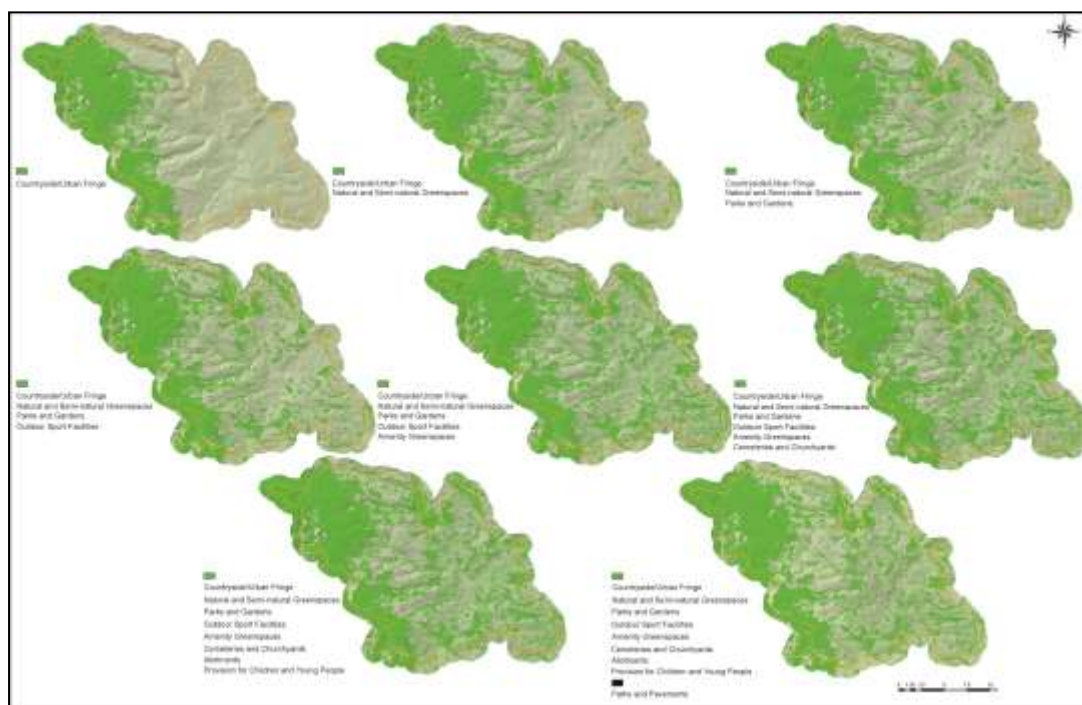 Countryside/Urban Fringe
Countryside/Urban Fringe
Natural and Semi-natural Greenspaces
Countryside/Urban Fringe
Natural and Semi-natural Greenspaces
Parks and Gardens
Countryside/Urban Fringe
Natural and Semi-natural Greenspaces
Parks and Gardens
Outdoor Sport Facilities
Countryside/Urban Fringe
Natural and Semi-natural Greenspaces
Parks and Gardens
Outdoor Sport Facilities
Amenity Greenspaces
Countryside/Urban Fringe
Natural and Semi-natural Greenspaces
Parks and Gardens
Outdoor Sport Facilities
Amenity Greenspaces
Cemeteries and Churchyards
Countryside/Urban Fringe
Natural and Semi-natural Greenspaces
Parks and Gardens
Outdoor Sport Facilities
Amenity Greenspaces
Cemeteries and Churchyards
Allotments
Provision for Children and Young People
Countryside/Urban Fringe
Natural and Semi-natural Greenspaces
Parks and Gardens
Outdoor Sport Facilities
Amenity Greenspaces
Cemeteries and Churchyards
Allotments
Provision for Children and Young People
Paths and Pavements